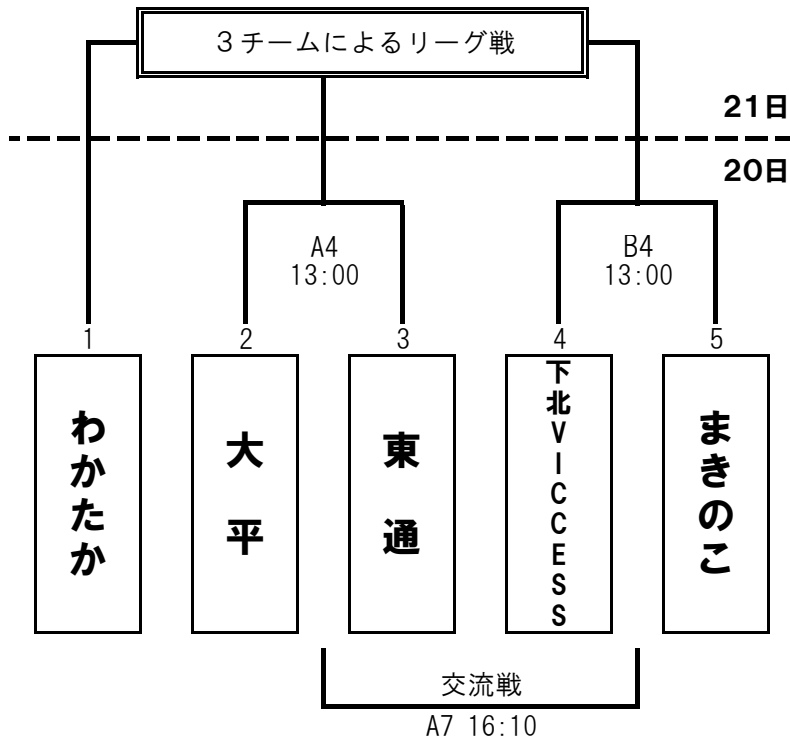 ３チームによるリーグ戦
21日
20日
A4
13:00
B4
13:00
1
2
3
4
5
わかたか
大平
東通
下北VICCESS
まきのこ
交流戦
A7 16:10